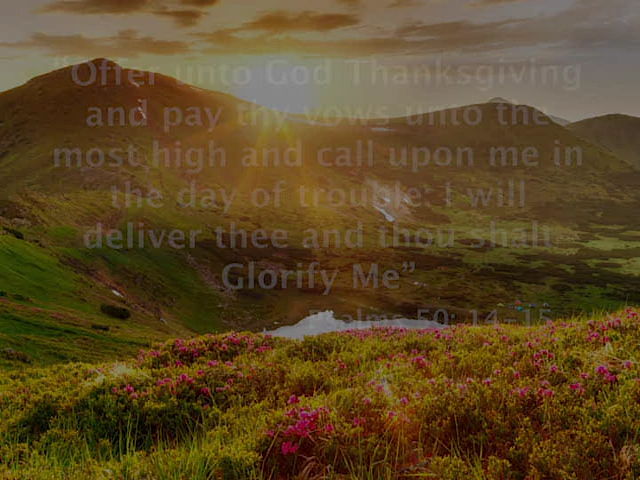 "Offer unto God Thanksgiving
and pay thy vows unto the
most high and call upon me in
the day of trouble: I will
deliver thee and thou shalt
Glorify Me”
Psalms 50: 14, 15